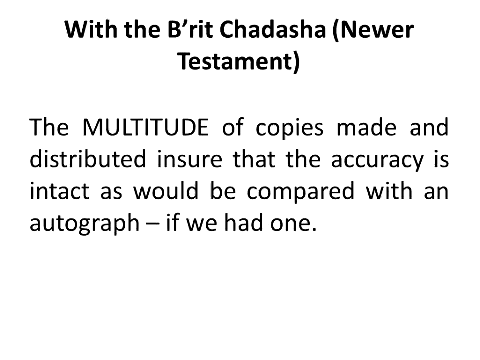 With the B’rit Chadasha (Newer
Testament)
The MULTITUDE of copies made and
distributed insure that the accuracy is
intact as would be compared with an
autograph – if we had one.